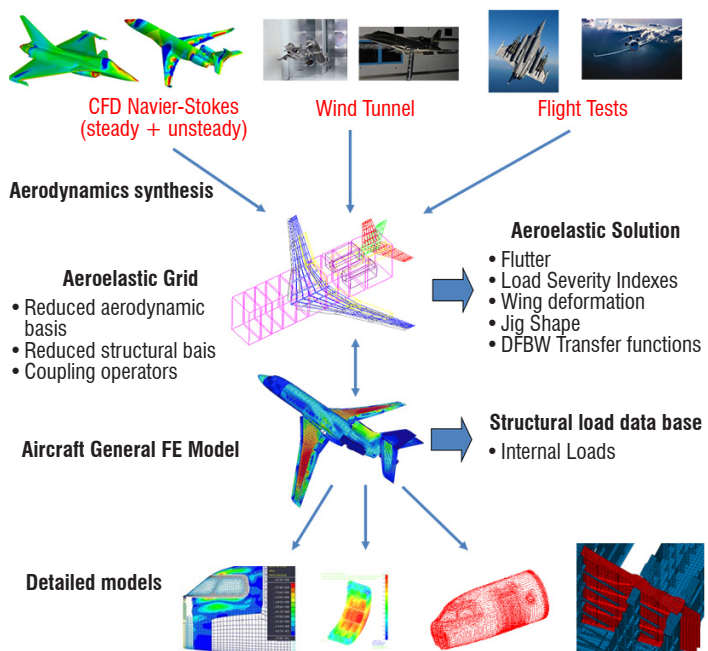 CFD Navier-Stokes
(steady + unsteady)
Wind Tunnel
Flight Tests
Aerodynamics synthesis
Aeroelastic Grid
• Reduced aerodynamic
basis
• Reduced structural bais
• Coupling operators
Aeroelastic Solution
• Flutter
• Load Severity Indexes
• Wing deformation
• Jig Shape
• DFBW Transfer functions
Aircraft General FE Model
Structural load data base
• Internal Loads
Detailed models